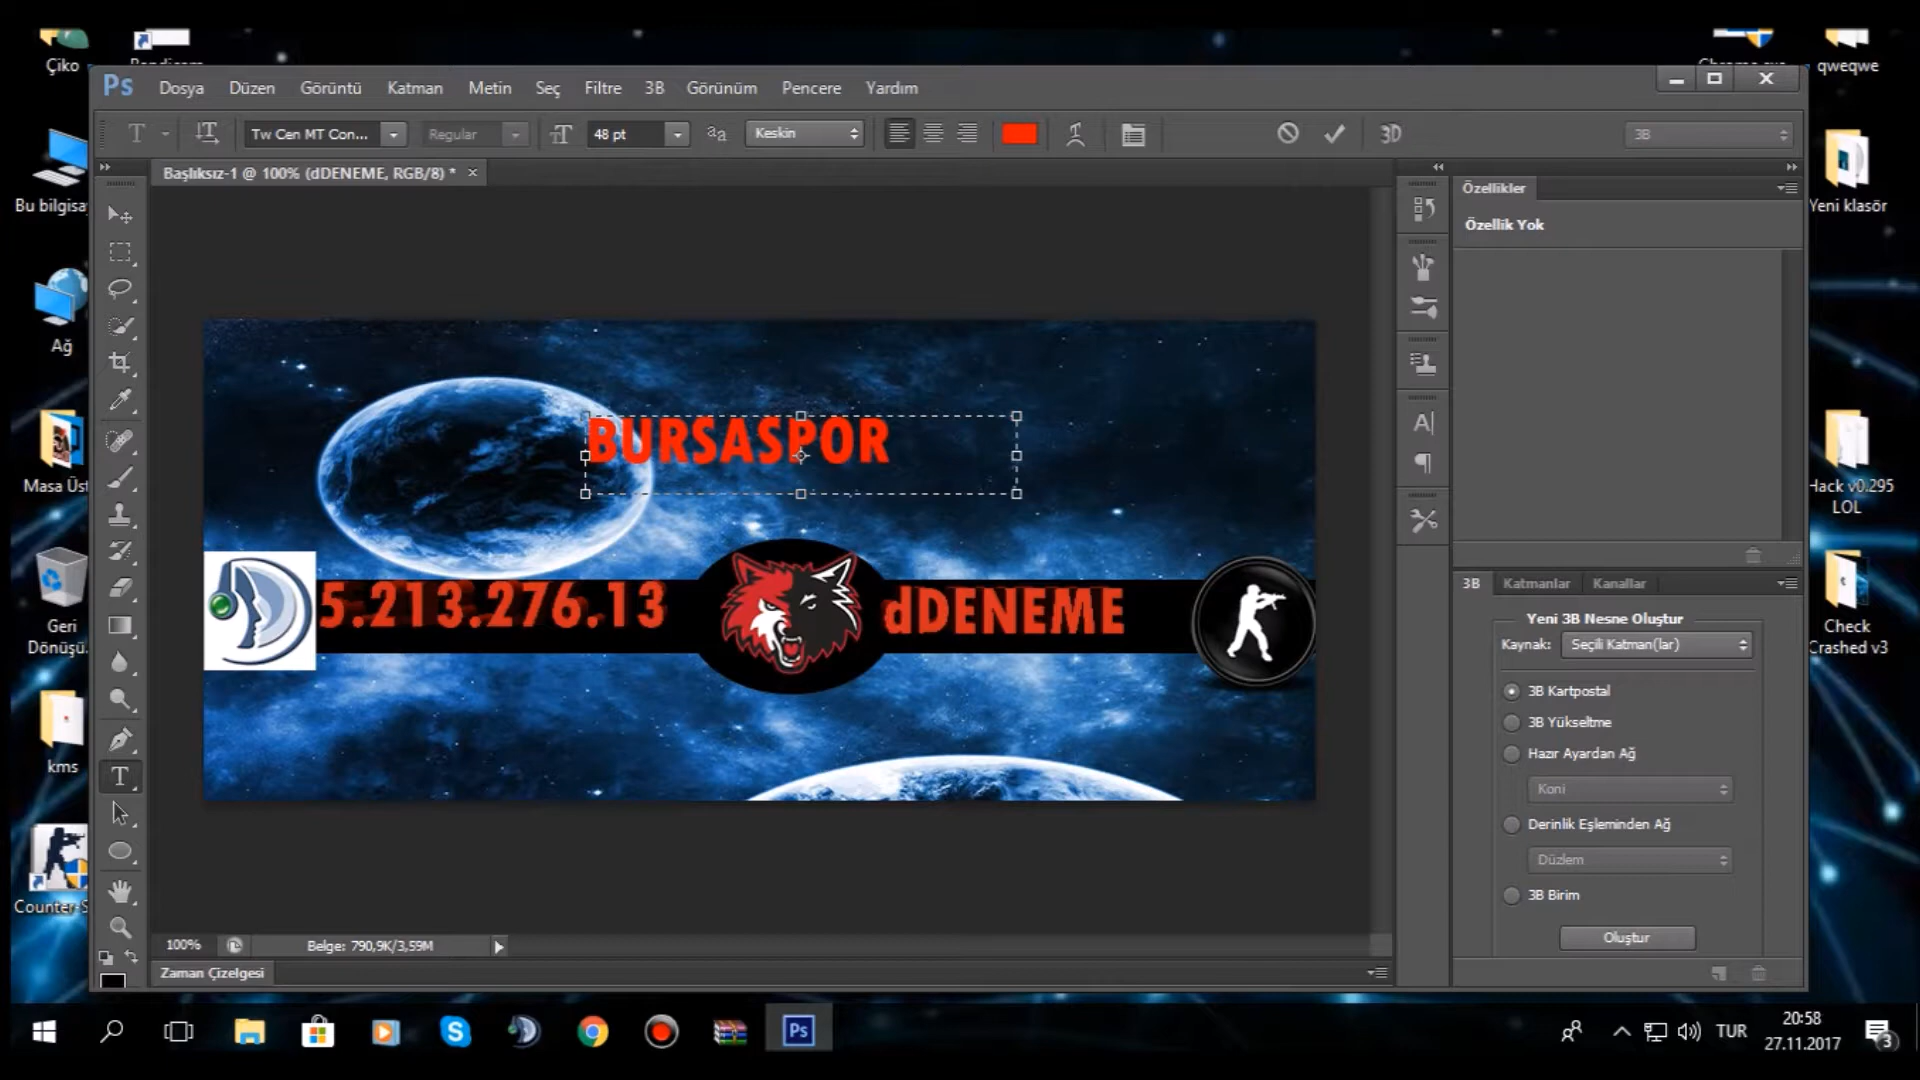 Çiko
qweqwe
Ps Dosya Düzen Görüntü Katman Metin Seç Filtre 3B Görünüm Pencere Yardım
T Tw Cen MT Con... Regular 48 pt aa Keskin 3D 3B
Başlıksız-1 @ 100% (dDENEME, RGB/8) * ×
Özellikler
Özellik Yok
Yeni klasör
Ağ
BURSASPOR
5.213.276.13
dDENEME
Masa Üst
Hack v0.295
LOL
Geri
Dönüşü.
Check
Crashed v3
kms
Counter-S
3B Katmanlar Kanallar
Yeni 3B Nesne Oluştur
Kaynak: Seçili Katman(lar)
3B Kartpostal
3B Yükseltme
Hazır Ayardan Ağ
Koni
Derinlik Eşleminden Ağ
Düzlem
3B Birim
Oluştur
100% Belge: 790,9K/3,59M
Zaman Çizelgesi
Ps
TUR
20:58
27.11.2017
3